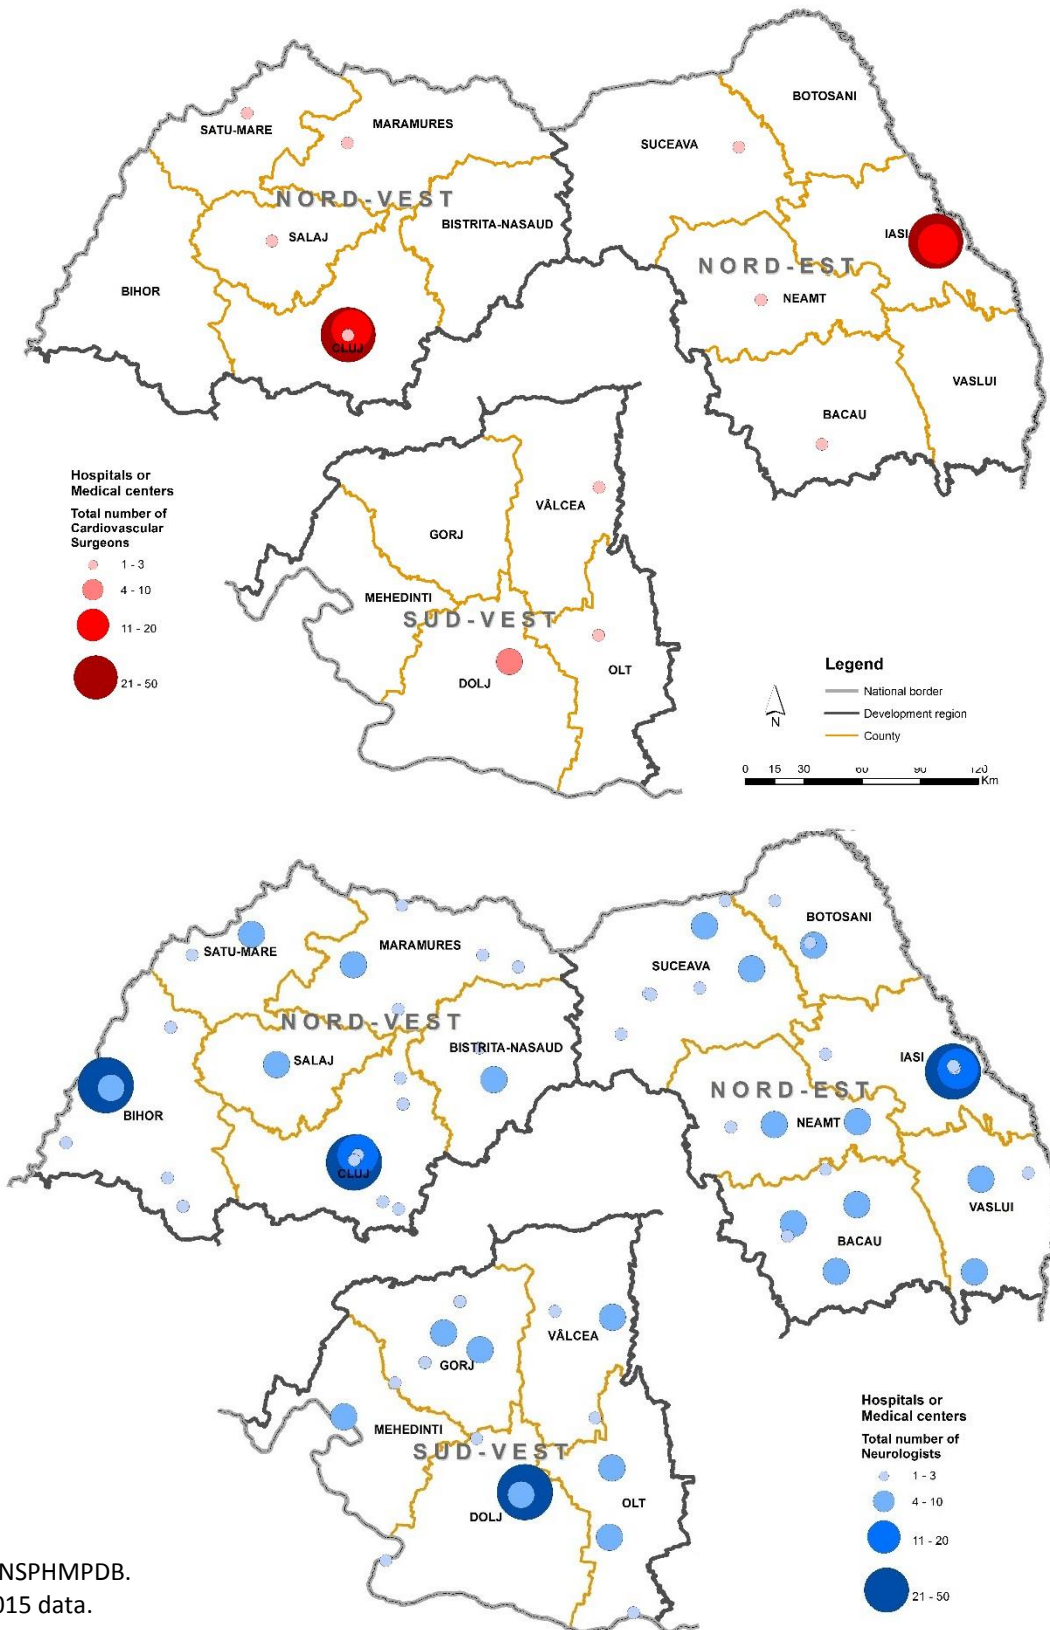 BOTOSANI
SATU-MARE
MARAMURES
SUCEAVA
NORD-VEST
BISTRITA-NASAUD
IASI
SALAJ
NORD-EST
BIHOR
NEAMT
CLUJ
VASLUI
BACAU
Hospitals or
Medical centers
Total number of
Cardiovascular
Surgeons
1 - 3
4 - 10
11 - 20
21 - 50
VÂLCEA
GORJ
MEHEDINTI
SUD-VEST
DOLJ
OLT
Legend
National border
Development region
County
N
0 15 30 60 90 120
Km
BOTOSANI
SATU-MARE
MARAMURES
SUCEAVA
NORD-VEST
BISTRITA-NASAUD
IASI
SALAJ
NORD-EST
BIHOR
NEAMT
CLUJ
VASLUI
BACAU
VÂLCEA
GORJ
MEHEDINTI
SUD-VEST
DOLJ
OLT
Hospitals or
Medical centers
Total number of
Neurologists
1 - 3
4 - 10
11 - 20
21 - 50
NSPHMPDB.
015 data.